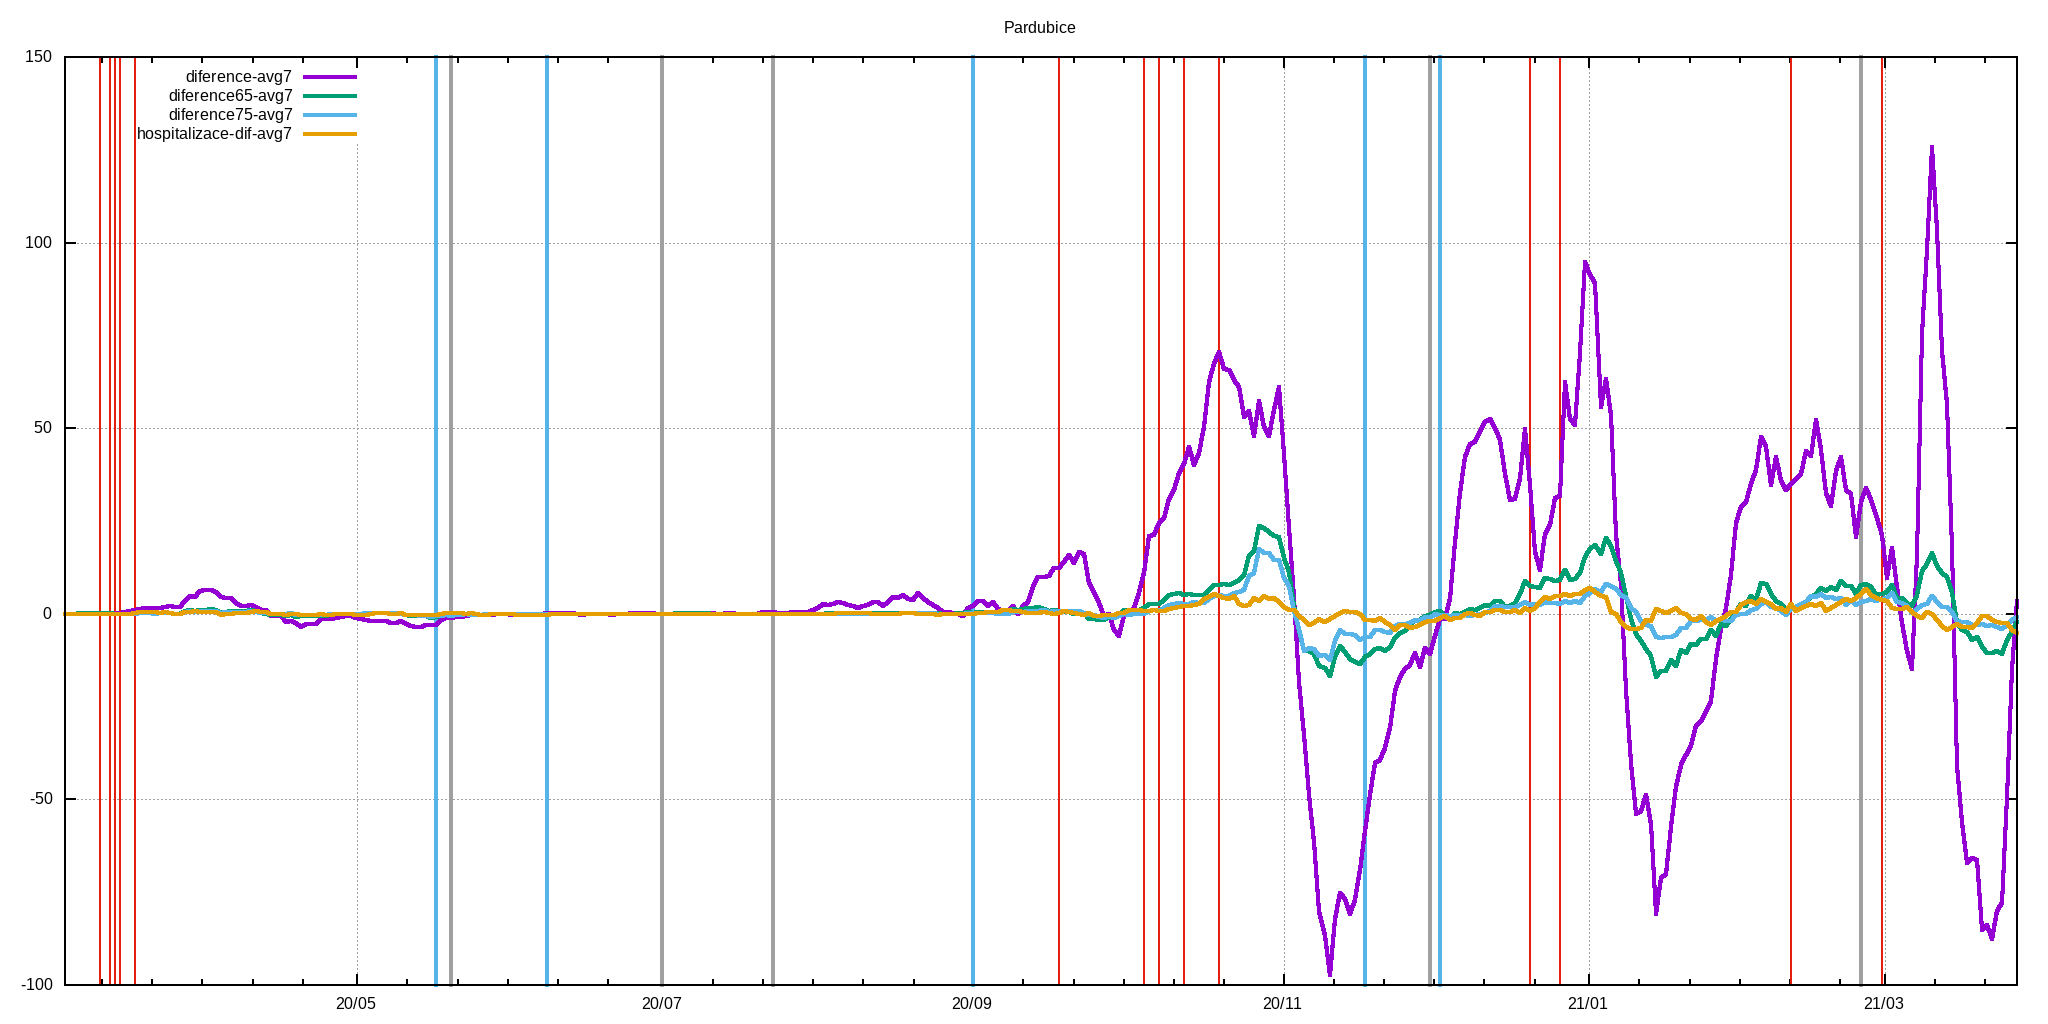 Pardubice
150
diference-avg7
diference65-avg7
diference75-avg7
hospitalizace-dif-avg7
100
50
0
-50
-100
20/05 20/07 20/09 20/11 21/01 21/03